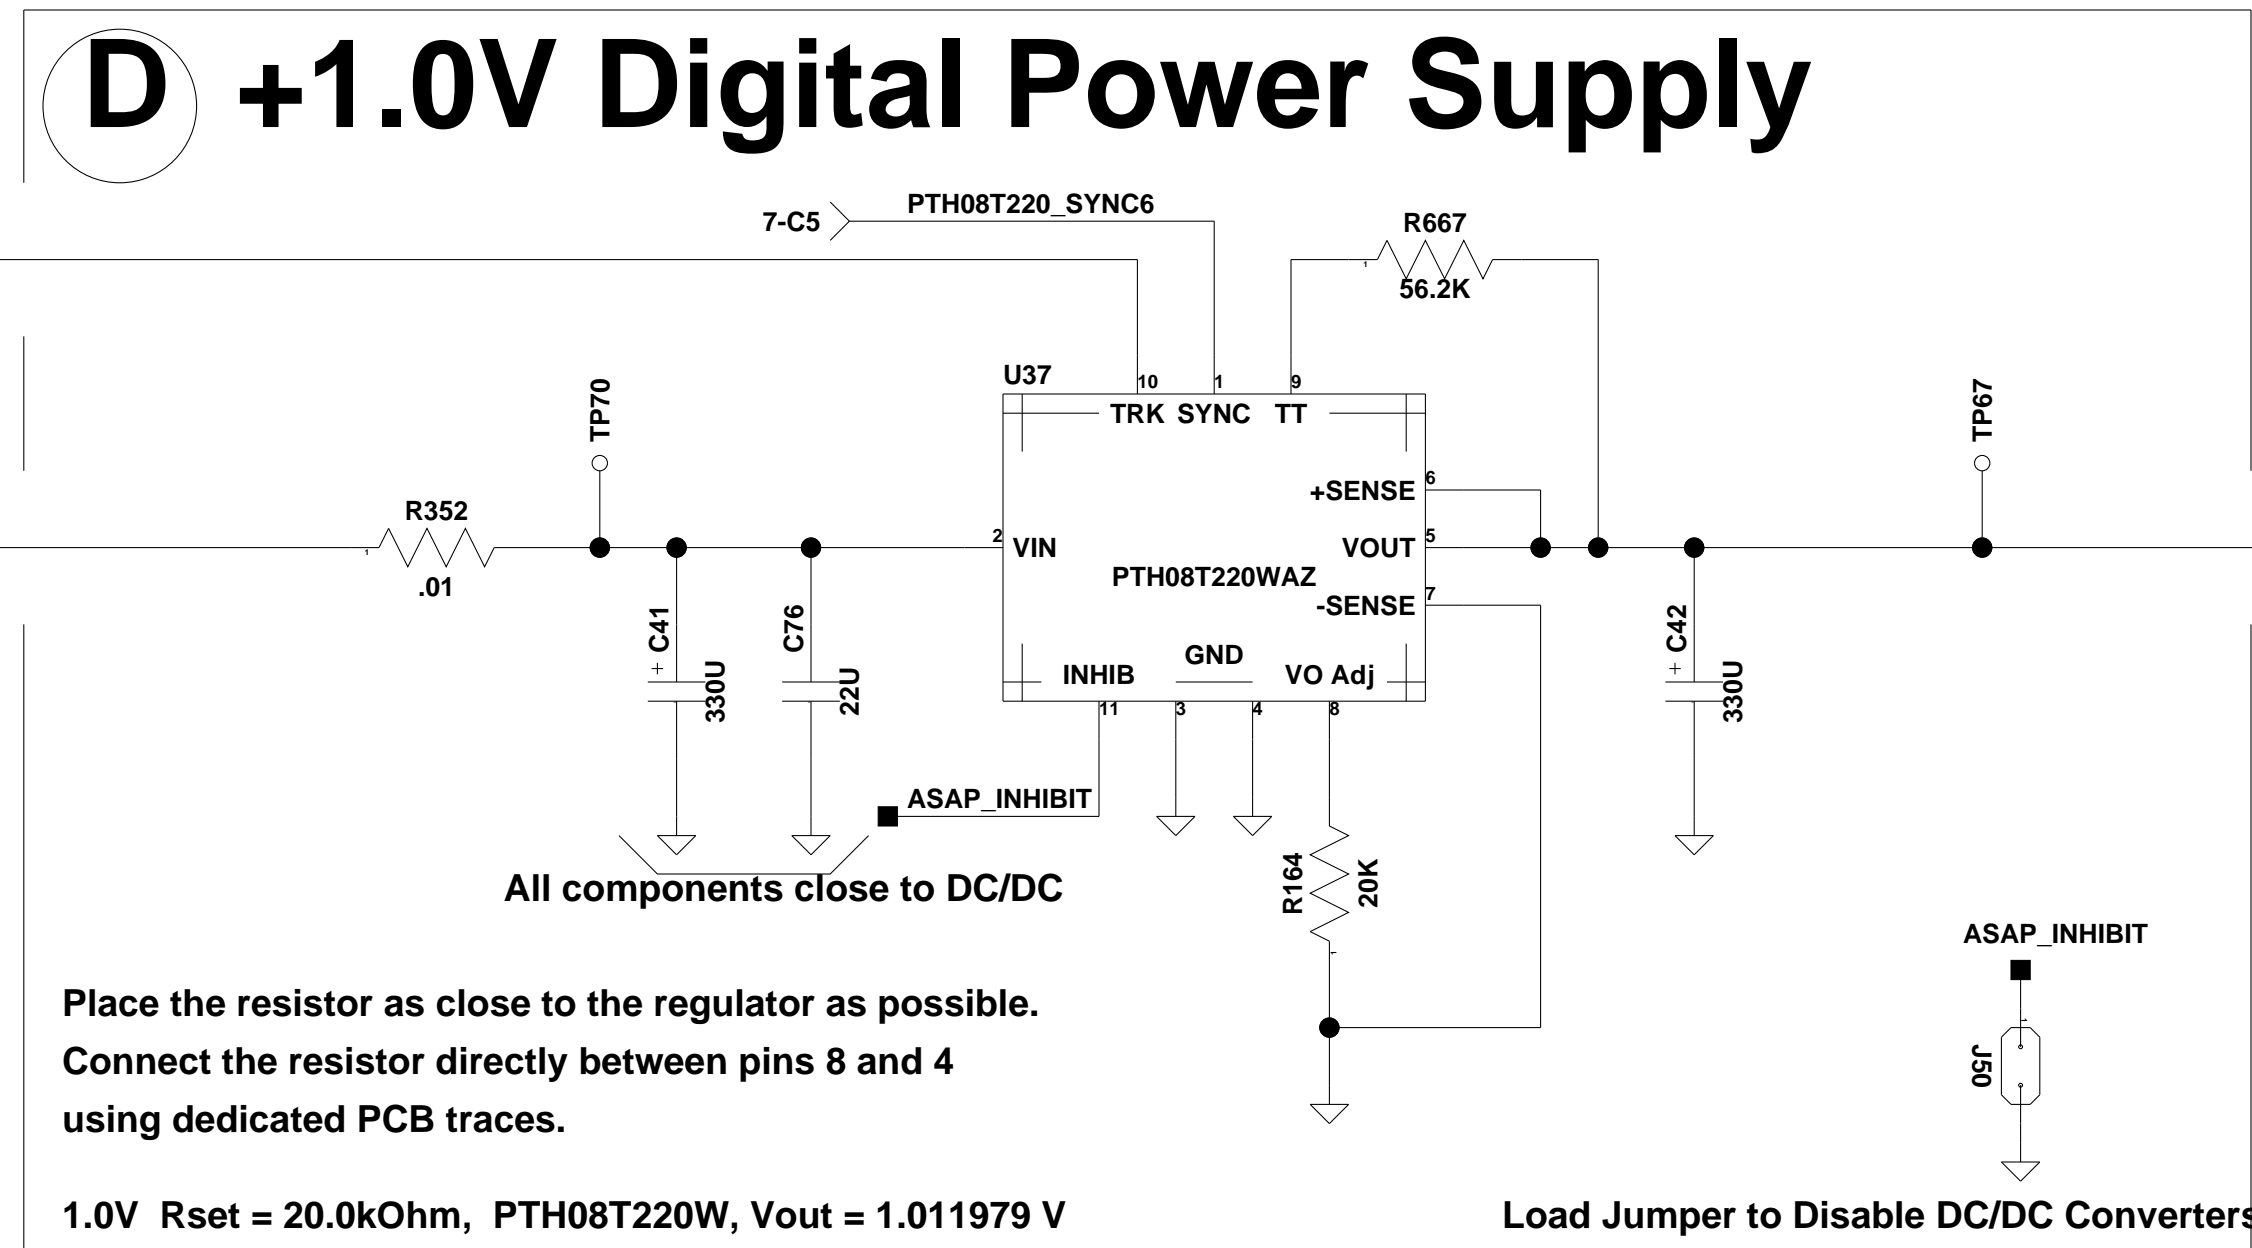 D +1.0V Digital Power Supply
PTH08T220_SYNC6
7-C5
R667
1
56.2K
U37
10
1
9
TRK SYNC TT
TP70
TP67
+SENSE
6
R352
1
.01
2
VIN
VOUT
5
PTH08T220WAZ
-SENSE
7
C41
+
330U
C76
22U
C42
+
330U
INHIB
GND
VO Adj
11
3
4
8
ASAP_INHIBIT
All components close to DC/DC
R164
20K
1
ASAP_INHIBIT
1
J50
Place the resistor as close to the regulator as possible.
Connect the resistor directly between pins 8 and 4
using dedicated PCB traces.
1.0V Rset = 20.0kOhm, PTH08T220W, Vout = 1.011979 V
Load Jumper to Disable DC/DC Converters